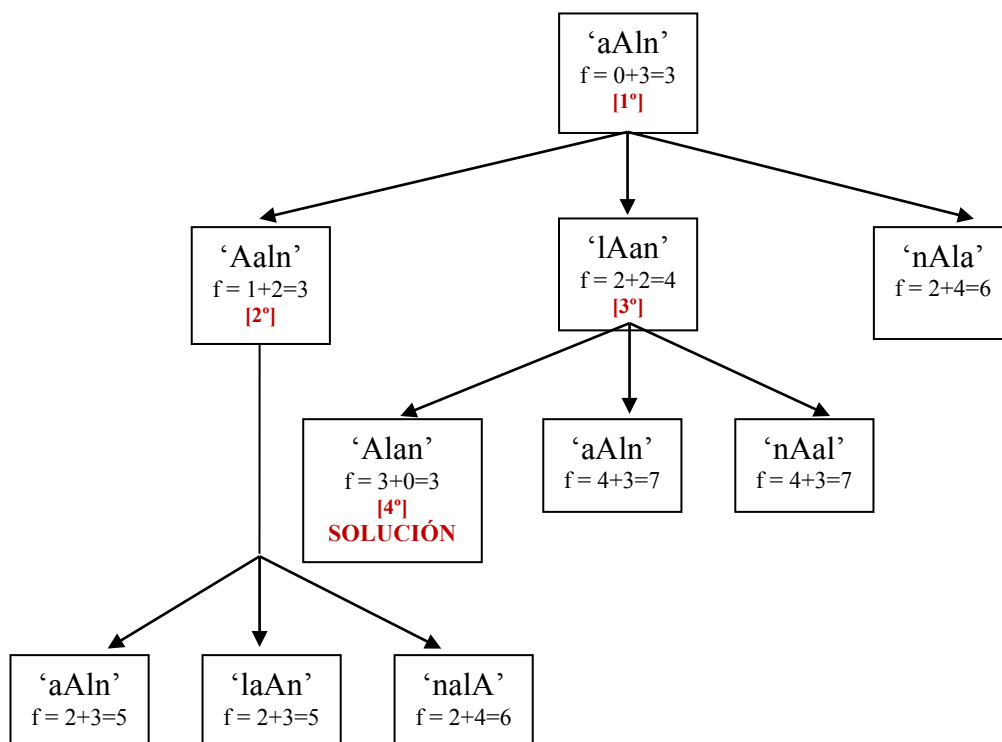 ‘aAln’
f = 0+3=3
[1º]
‘Aaln’
f = 1+2=3
[2º]
‘lAan’
f = 2+2=4
[3º]
‘nAla’
f = 2+4=6
‘Alan’
f = 3+0=3
[4º]
SOLUCIÓN
‘aAln’
f = 4+3=7
‘nAal’
f = 4+3=7
‘aAln’
f = 2+3=5
‘laAn’
f = 2+3=5
‘nalA’
f = 2+4=6